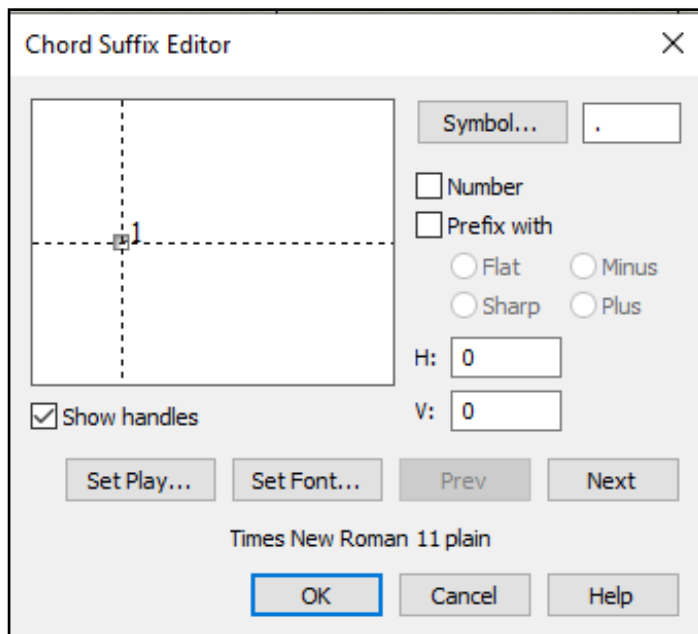 Chord Suffix Editor
1
Symbol... .
Number
Prefix with
Flat Minus
Sharp Plus
H: 0
V: 0
Show handles
Set Play... Set Font... Prev Next
Times New Roman 11 plain
OK Cancel Help